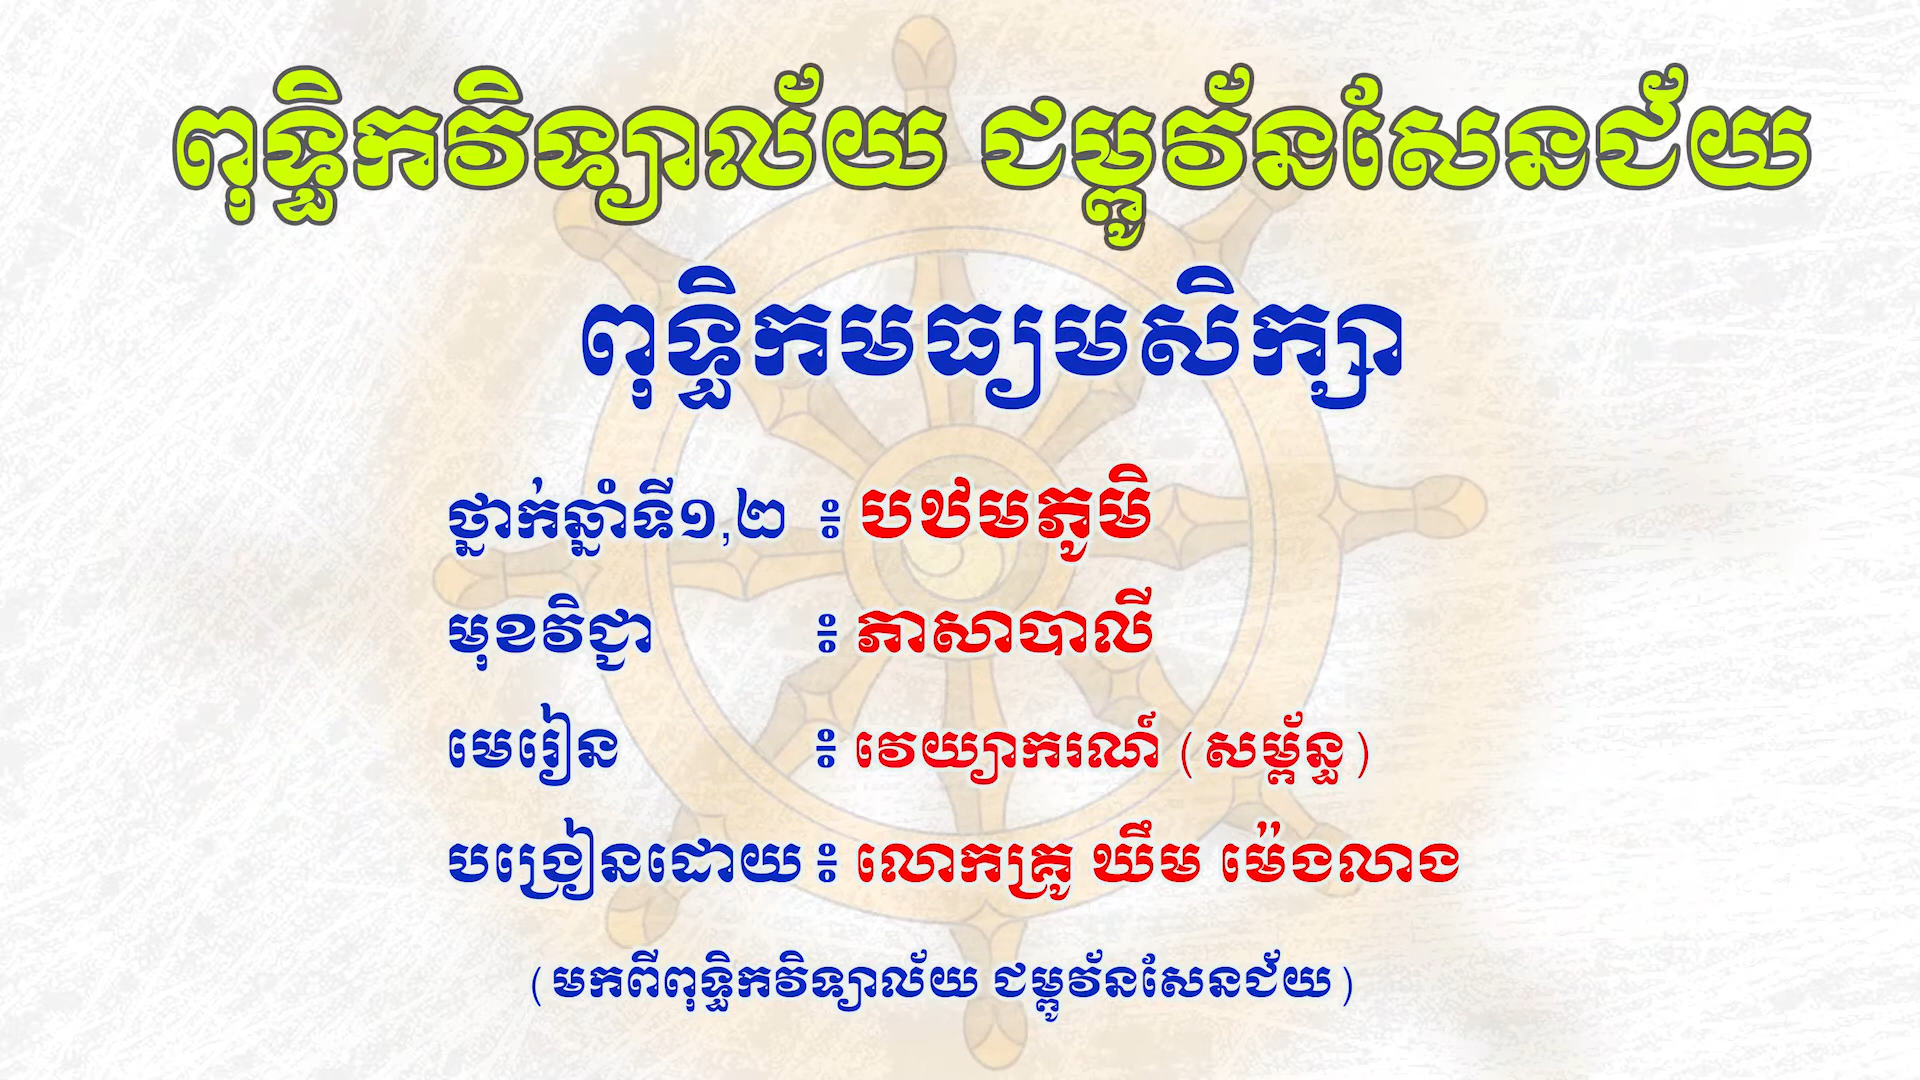 ពុទ្ធិកវិទ្យាល័យ ជម្ពូវ័នសែនជ័យ
ពុទ្ធិកមធ្យមសិក្សា
ថ្នាក់ឆ្នាំទី១,២ ៖ បឋមភូមិ
មុខវិជ្ជា ៖ ភាសាបាលី
មេរៀន ៖ វេយ្យាករណ៍ (សម្ព័ន្ធ)
បង្រៀនដោយ ៖ លោកគ្រូ ឃឹម ម៉េងលាង
(មកពីពុទ្ធិកវិទ្យាល័យ ជម្ពូវ័នសែនជ័យ)